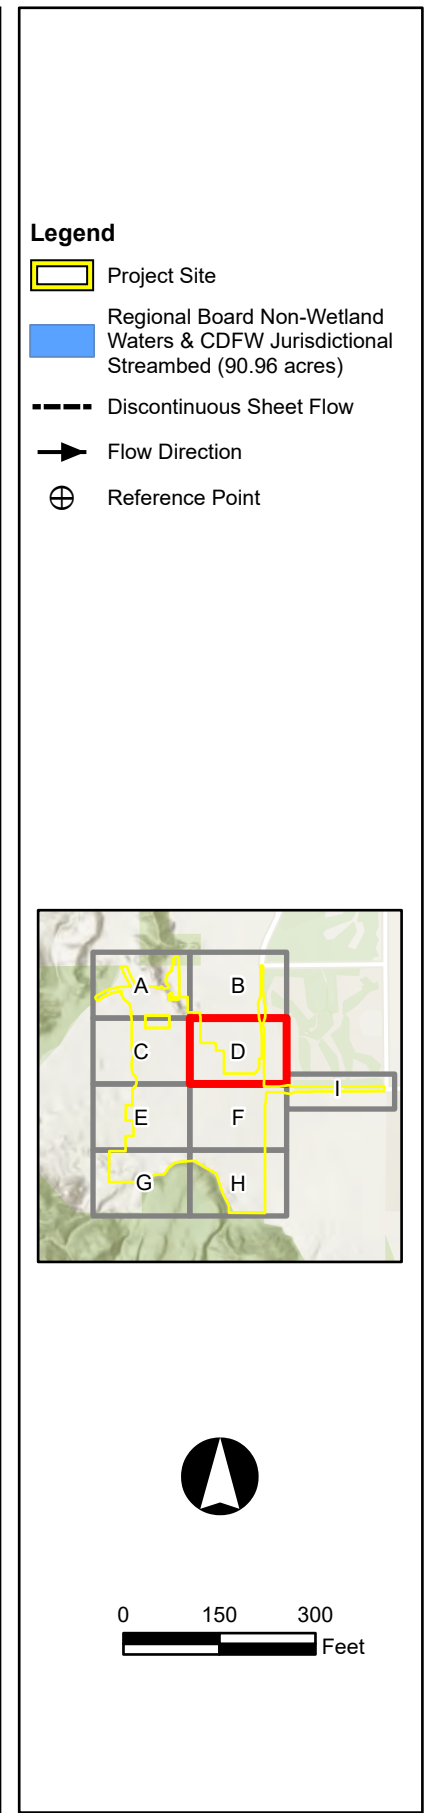 Legend
Project Site
Regional Board Non-Wetland
Waters & CDFW Jurisdictional
Streambed (90.96 acres)
Discontinuous Sheet Flow
Flow Direction
Reference Point
A B
C D
I
E F
G H
0 150 300
Feet